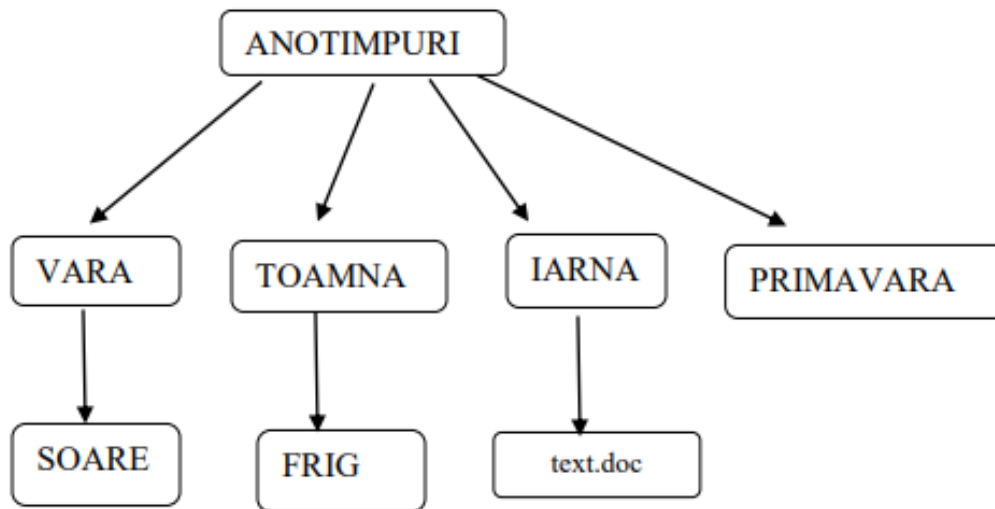 ANOTIMPURI
VARA
TOAMNA
IARNA
PRIMAVARA
SOARE
FRIG
text.doc